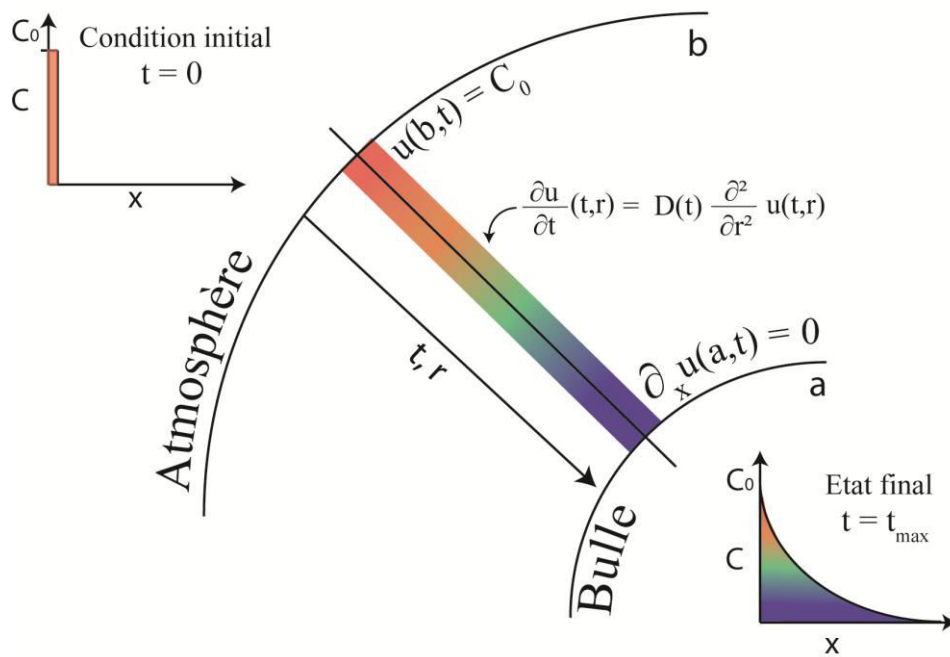 C₀
Condition initial
t = 0
C
x
b
u(b,t) = C₀
∂u/∂t (t,r) = D(t) ∂²/∂r² u(t,r)
Atmosphère
t, r
∂ₓu(a,t) = 0
a
Bulle
C₀
Etat final
t = tₘₐₓ
C
x